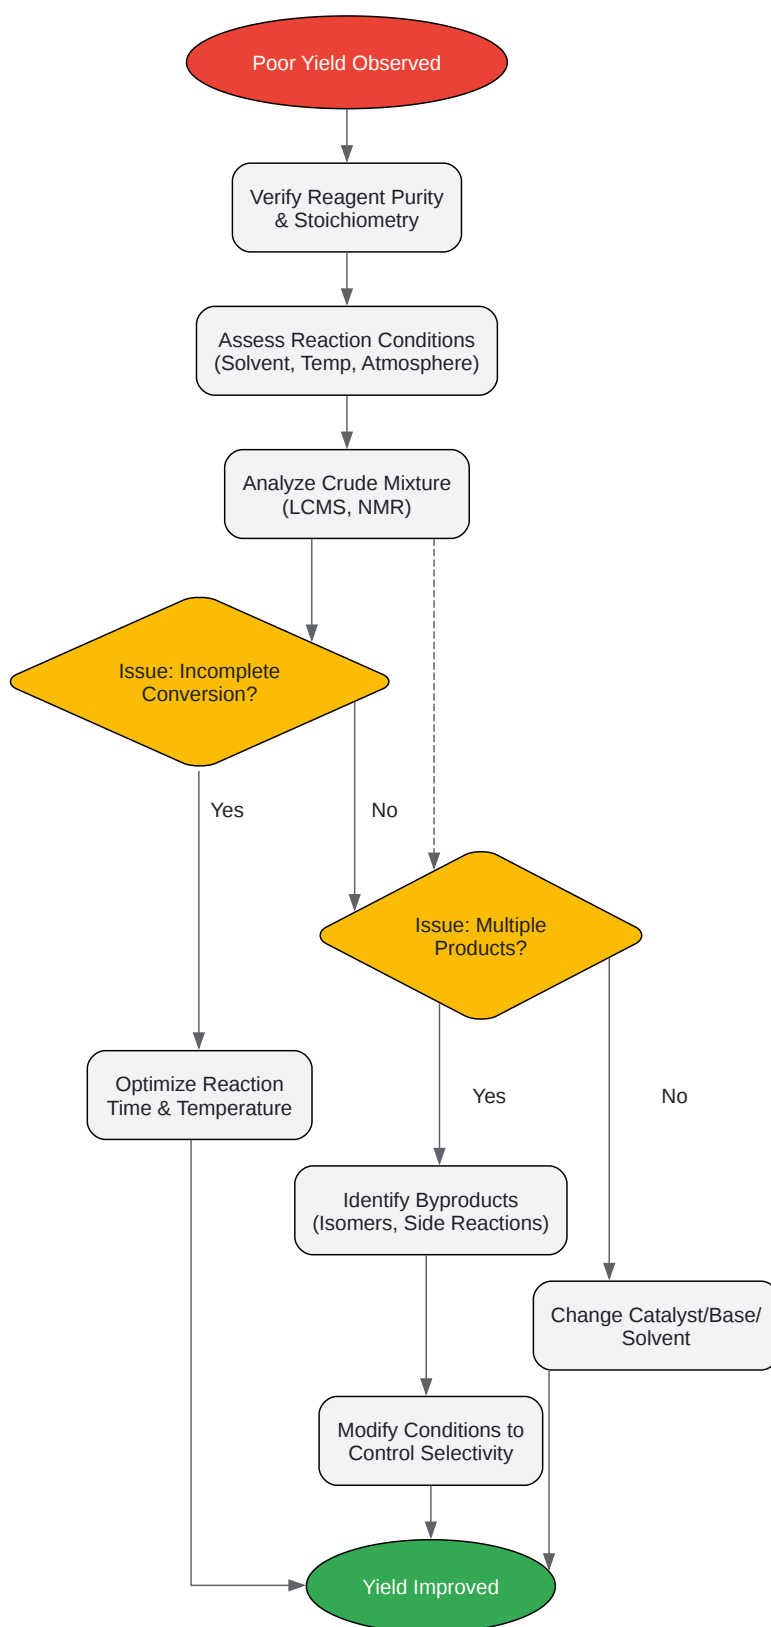 Poor Yield Observed
Verify Reagent Purity
& Stoichiometry
Assess Reaction Conditions
(Solvent, Temp, Atmosphere)
Analyze Crude Mixture
(LCMS, NMR)
Issue: Incomplete
Conversion?
Yes
No
Issue: Multiple
Products?
Optimize Reaction
Time & Temperature
Yes
No
Identify Byproducts
(Isomers, Side Reactions)
Change Catalyst/Base/
Solvent
Modify Conditions to
Control Selectivity
Yield Improved